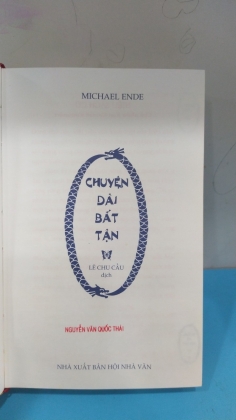 MICHAEL ENDE
CHUYỆN
DÀI
BẤT
TẬN
LÊ CHU CẦU
dịch
NGUYỄN VĂN QUỐC THÁI
NHÀ XUẤT BẢN HỘI NHÀ VĂN